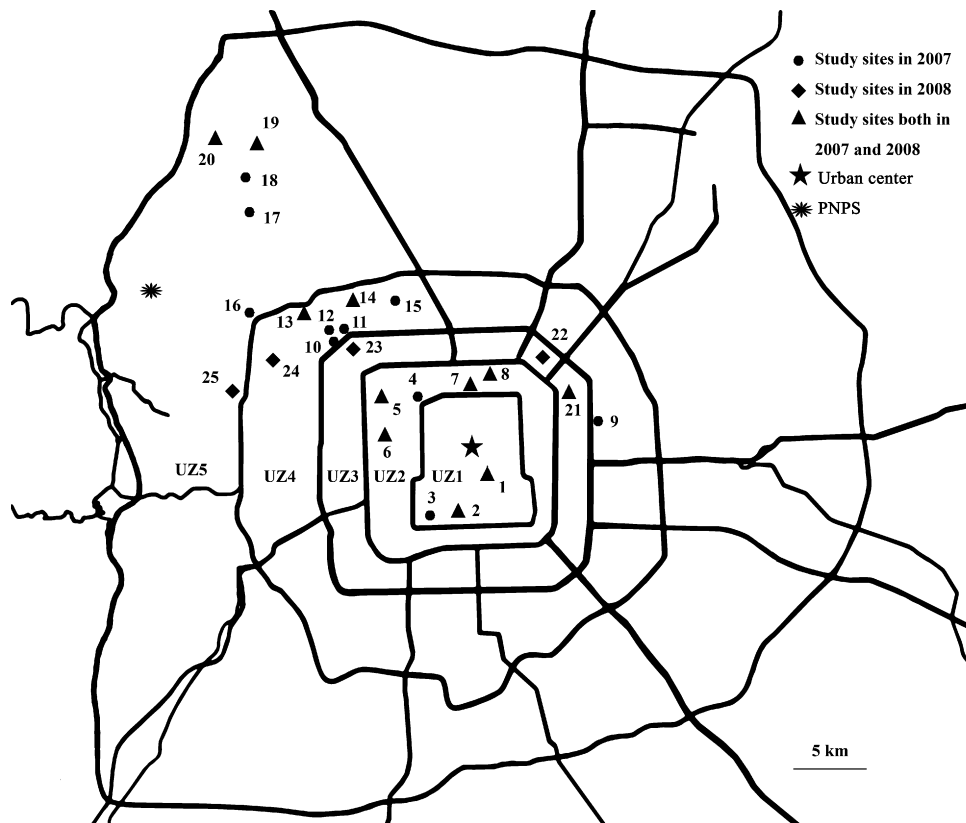 Study sites in 2007
Study sites in 2008
Study sites both in
2007 and 2008
Urban center
PNPS
19
20
18
17
16
14
15
13
12
11
10
23
22
24
25
4
7
8
5
21
9
6
UZ5
UZ4
UZ3
UZ2
UZ1
1
3
2
5 km